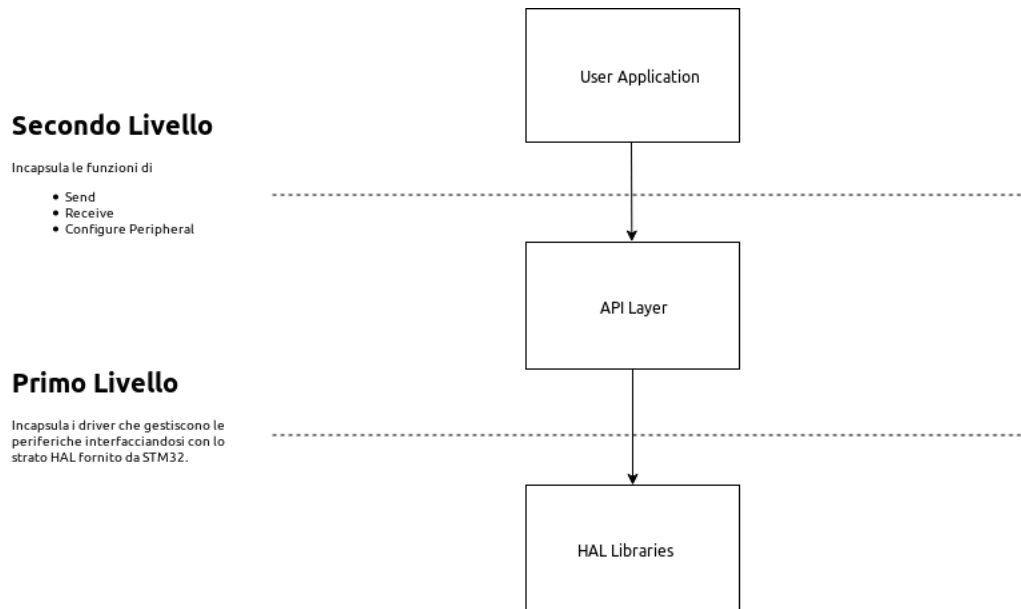 User Application
Secondo Livello
Incapsula le funzioni di
• Send
• Receive
• Configure Peripheral
API Layer
Primo Livello
Incapsula i driver che gestiscono le
periferiche interfacciandosi con lo
strato HAL fornito da STM32.
HAL Libraries